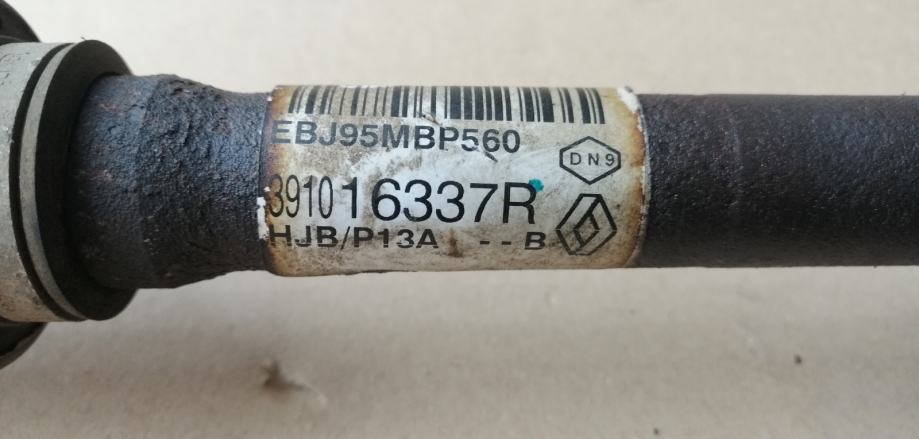 EBJ95MBP560
DN9
391016337R
HJB/P13A -- B